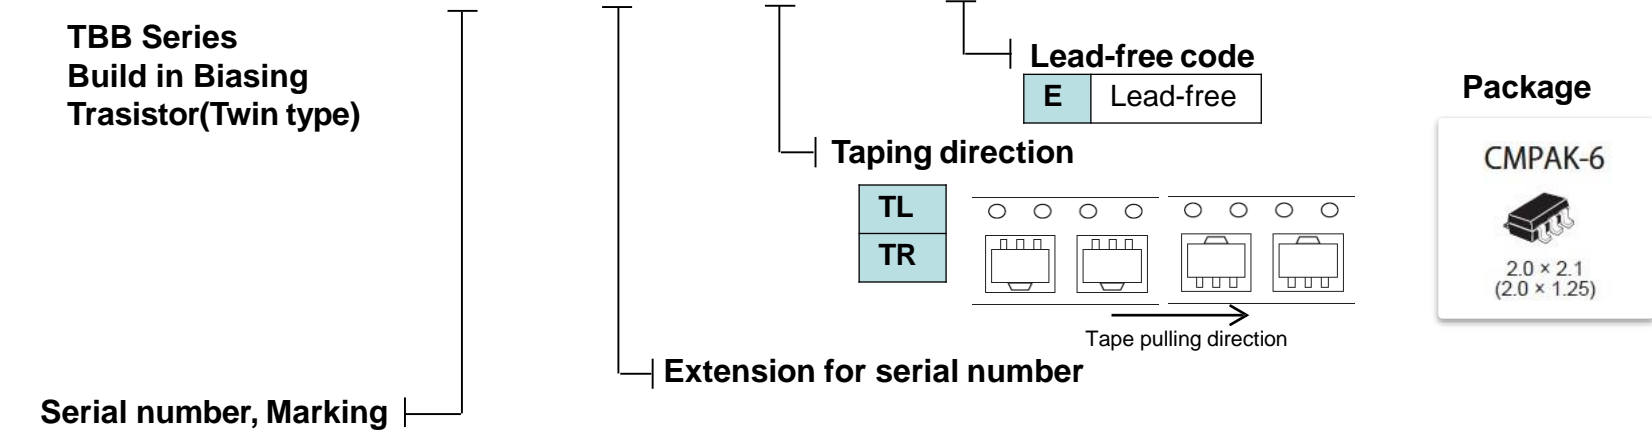 TBB Series
Build in Biasing
Trasistor(Twin type)
Lead-free code
E Lead-free
Package
CMPAK-6
2.0 × 2.1
(2.0 × 1.25)
Taping direction
TL
TR
Tape pulling direction
Extension for serial number
Serial number, Marking